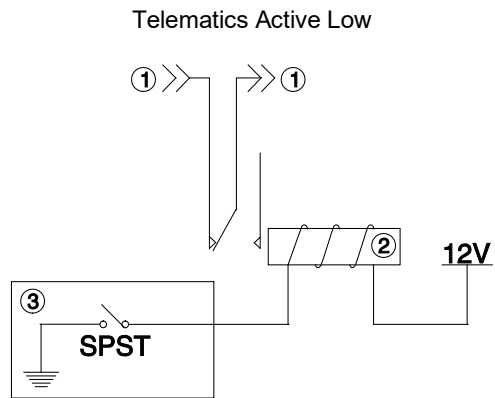 Telematics Active Low
① ①
② 12V
③
SPST